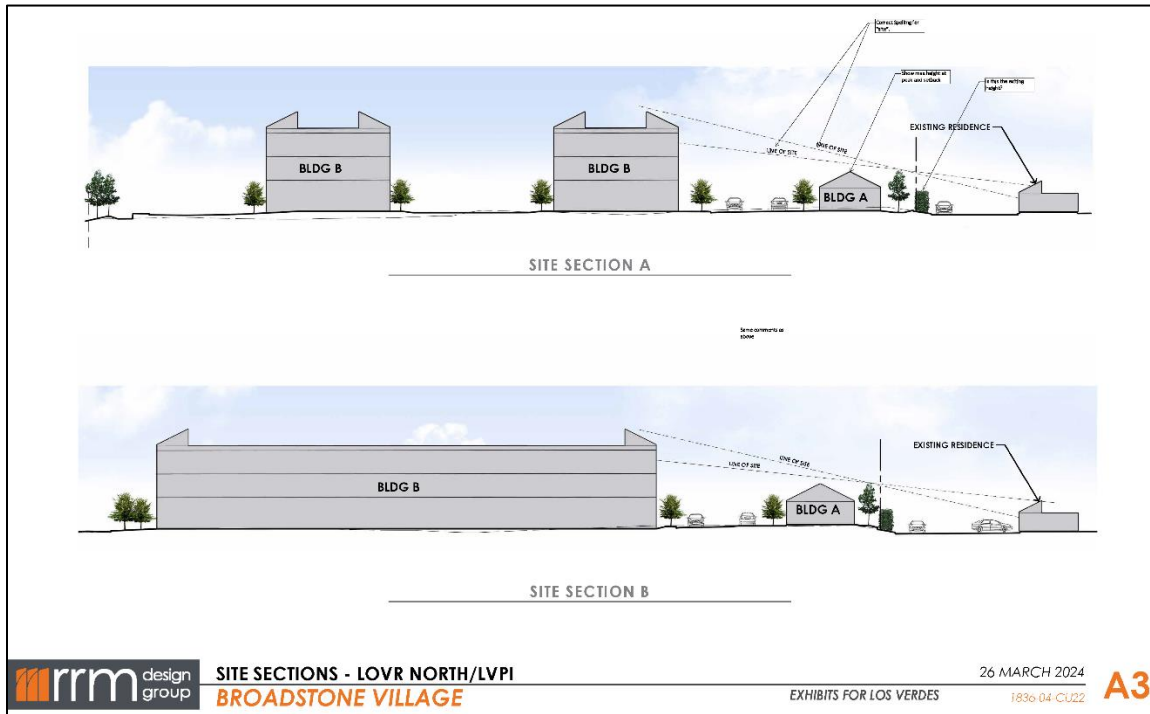 Correct Spelling for
"site".
Show max height at
peak and setback
Is this the exiting
height?
EXISTING RESIDENCE
LINE OF SITE
LINE OF SITE
BLDG B
BLDG B
BLDG A
SITE SECTION A
Same comments as
above
EXISTING RESIDENCE
LINE OF SITE
LINE OF SITE
BLDG B
BLDG A
SITE SECTION B
rrm design
group
SITE SECTIONS - LOVR NORTH/LVPI
BROADSTONE VILLAGE
EXHIBITS FOR LOS VERDES
26 MARCH 2024
1836-04-CU22
A3